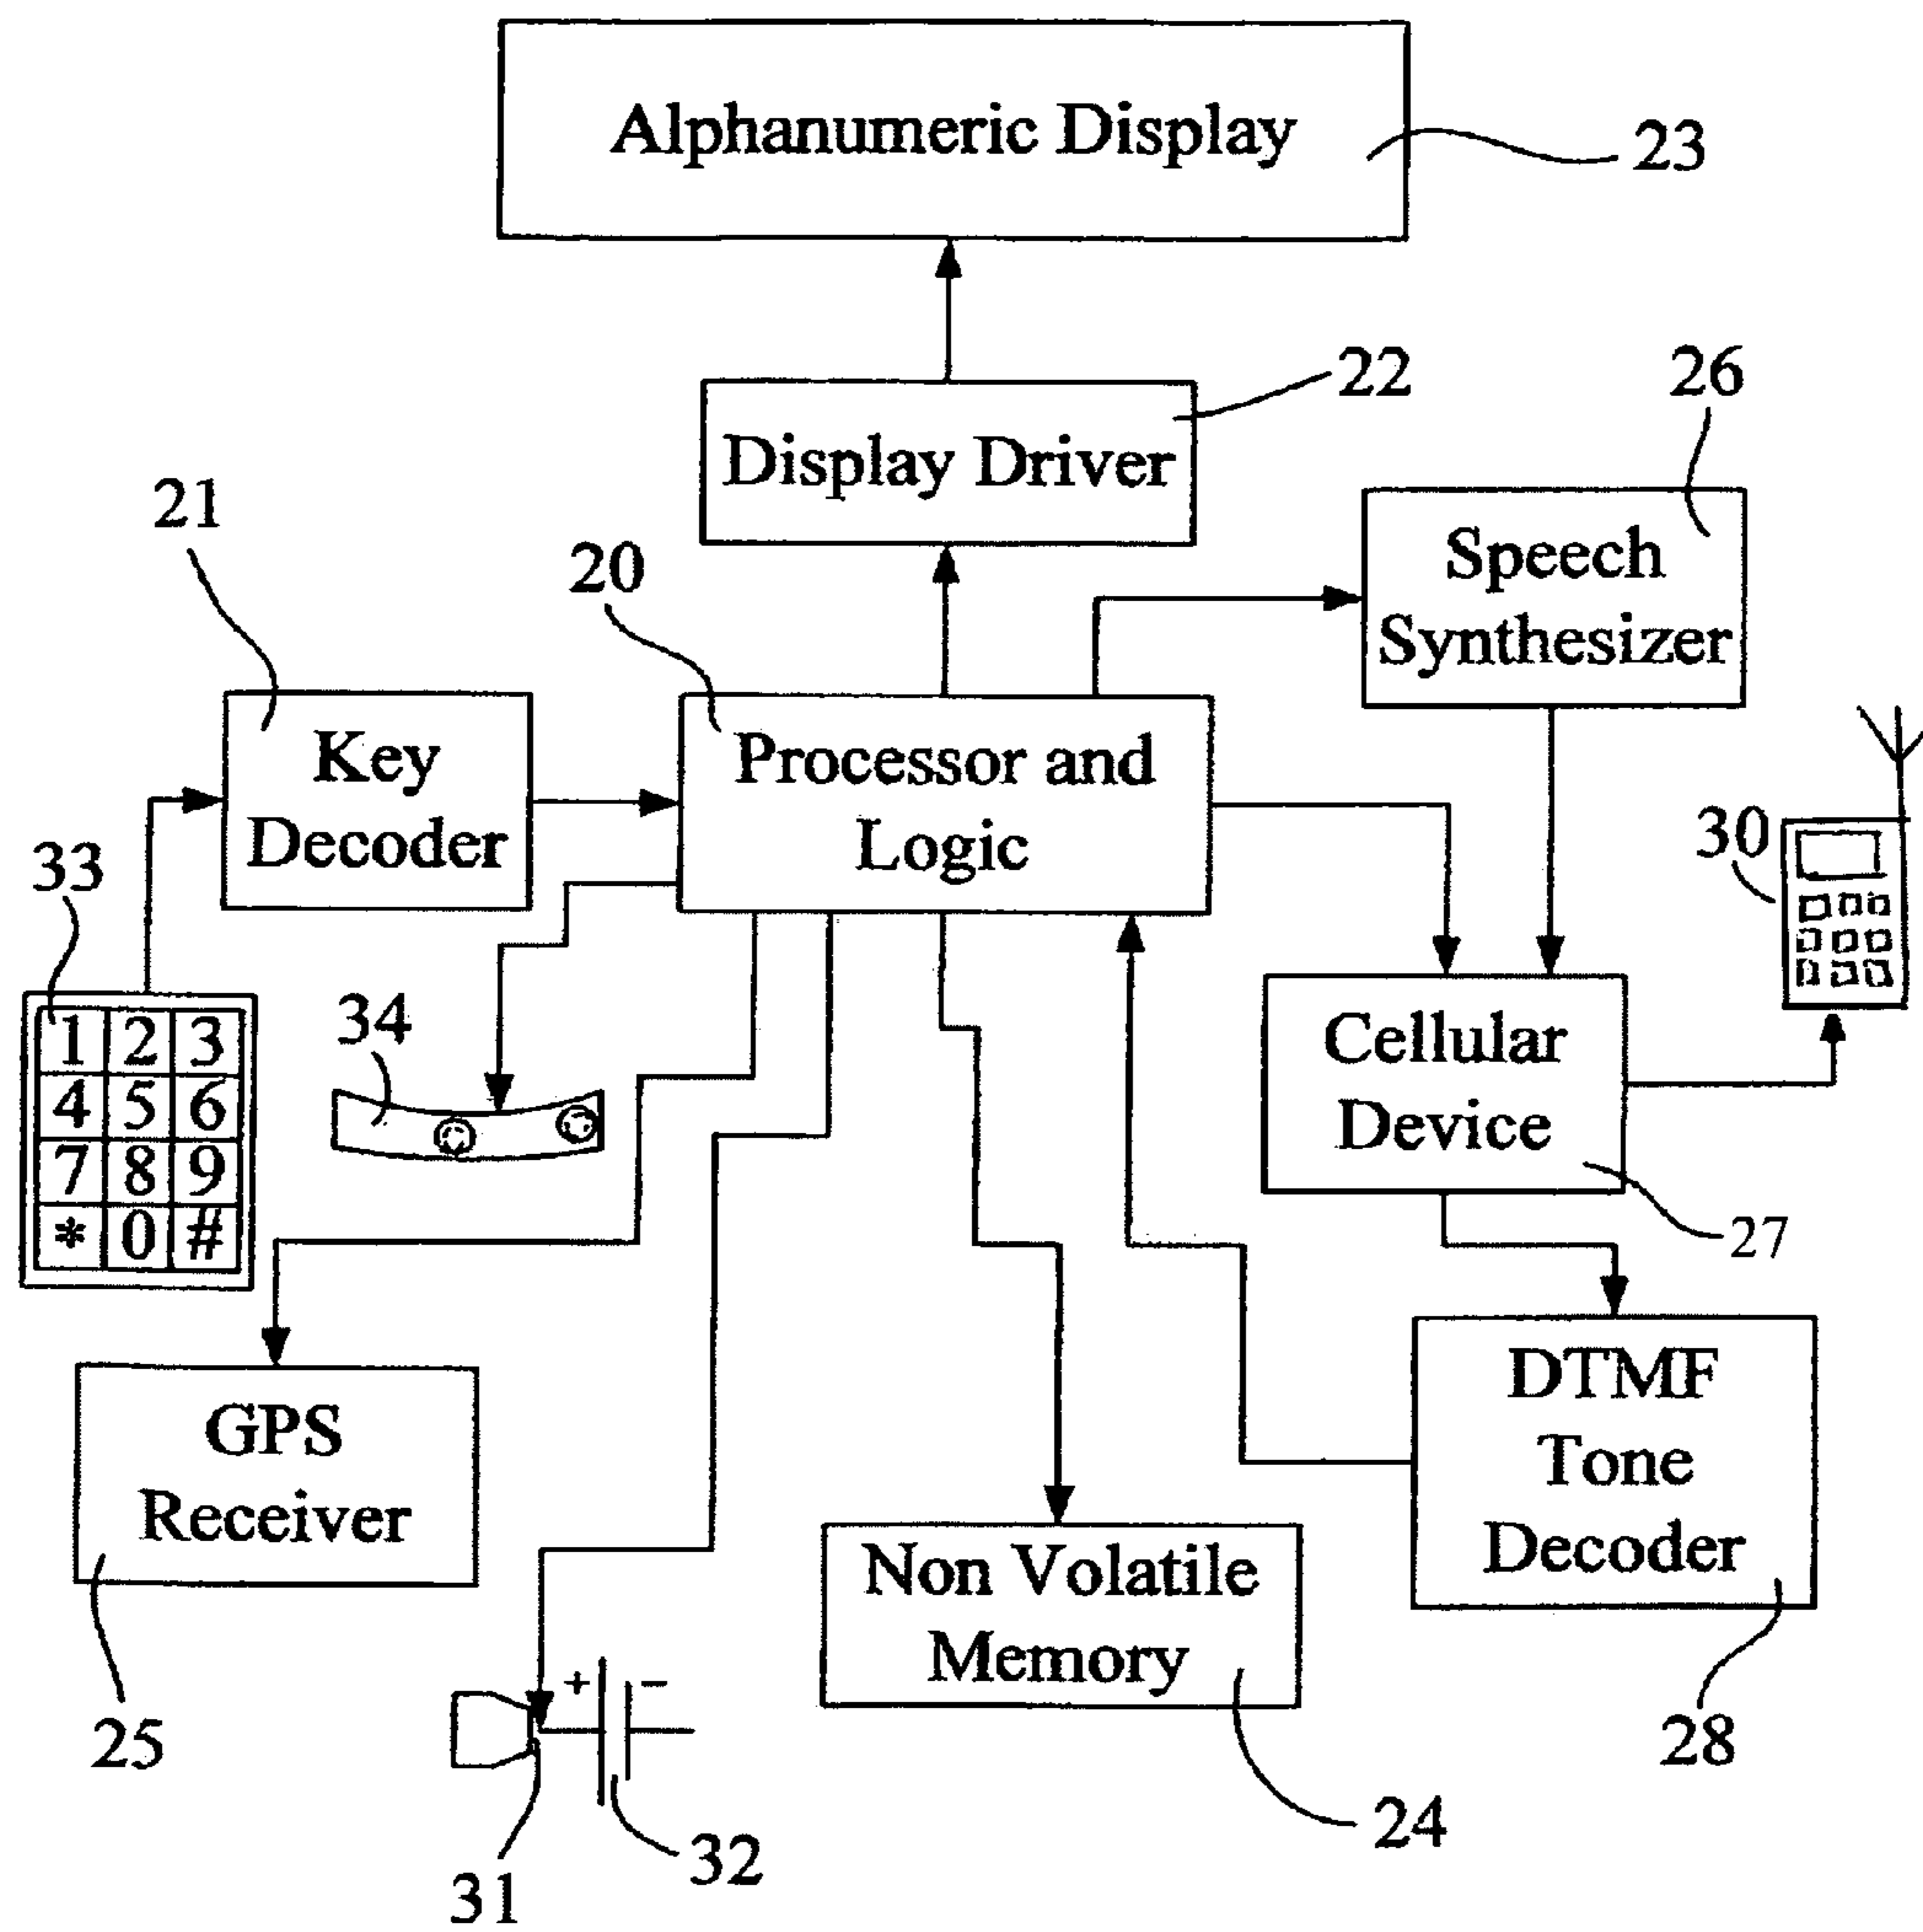 Alphanumeric Display
23
22
Display Driver
26
Speech
Synthesizer
21
20
Key
Decoder
Processor and
Logic
30
33
1 2 3
4 5 6
7 8 9
* 0 #
34
Cellular
Device
27
GPS
Receiver
25
DTMF
Tone
Decoder
28
Non Volatile
Memory
24
+ −
31
32